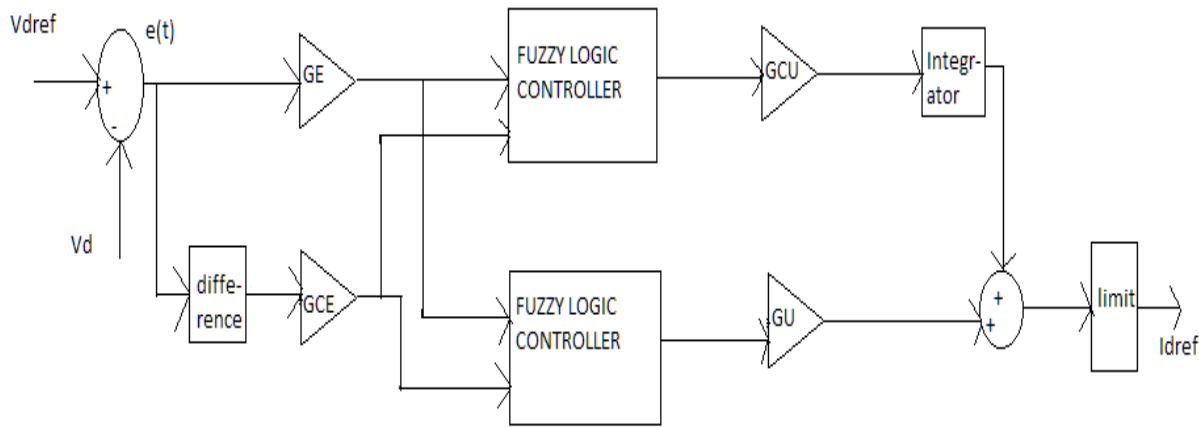 Vdref
e(t)
+
-
Vd
GE
FUZZY LOGIC
CONTROLLER
GCU
Integr-
ator
diffe-
rence
GCE
FUZZY LOGIC
CONTROLLER
GU
+
+
limit
Idref